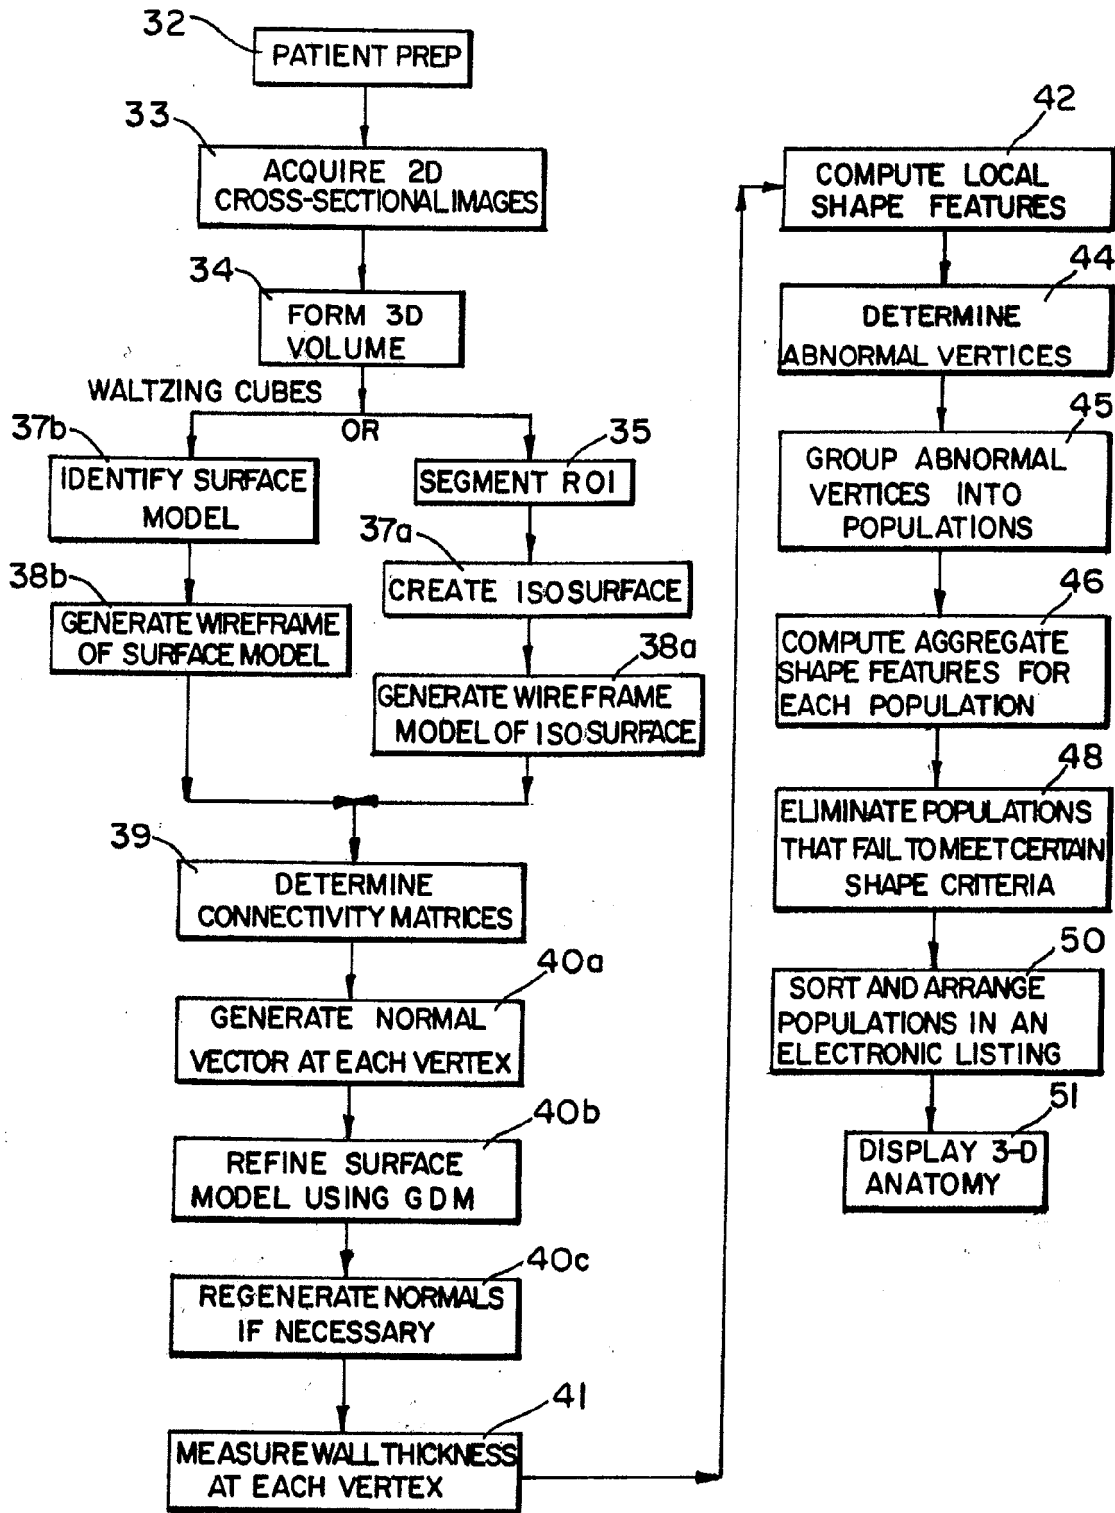 32
PATIENT PREP
33
ACQUIRE 2D
CROSS-SECTIONAL IMAGES
34
FORM 3D
VOLUME
WALTZING CUBES
OR
37b
IDENTIFY SURFACE
MODEL
38b
GENERATE WIREFRAME
OF SURFACE MODEL
35
SEGMENT ROI
37a
CREATE ISOSURFACE
38a
GENERATE WIREFRAME
MODEL OF ISOSURFACE
39
DETERMINE
CONNECTIVITY MATRICES
40a
GENERATE NORMAL
VECTOR AT EACH VERTEX
40b
REFINE SURFACE
MODEL USING GDM
40c
REGENERATE NORMALS
IF NECESSARY
41
MEASURE WALL THICKNESS
AT EACH VERTEX
42
COMPUTE LOCAL
SHAPE FEATURES
44
DETERMINE
ABNORMAL VERTICES
45
GROUP ABNORMAL
VERTICES INTO
POPULATIONS
46
COMPUTE AGGREGATE
SHAPE FEATURES FOR
EACH POPULATION
48
ELIMINATE POPULATIONS
THAT FAIL TO MEET CERTAIN
SHAPE CRITERIA
50
SORT AND ARRANGE
POPULATIONS IN AN
ELECTRONIC LISTING
51
DISPLAY 3-D
ANATOMY